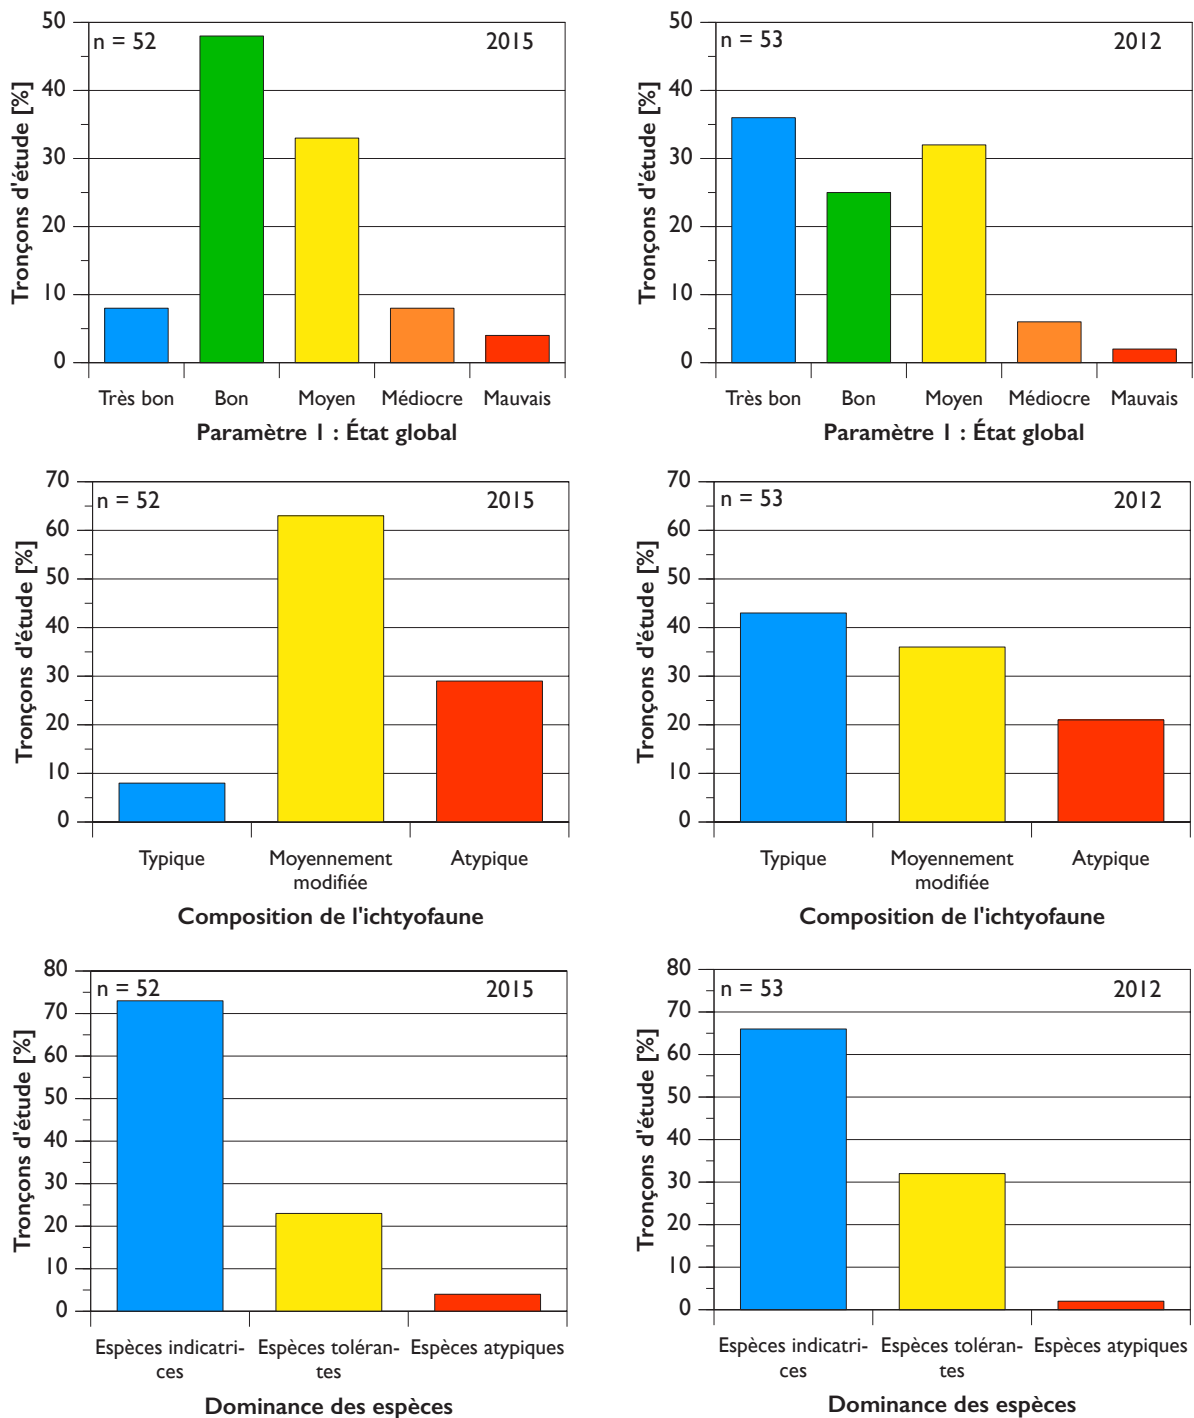 n = 52
2015
Tronçons d'étude [%]
50
40
30
20
10
0
Très bon
Bon
Moyen
Médiocre
Mauvais
Paramètre 1 : État global
n = 53
2012
Tronçons d'étude [%]
50
40
30
20
10
0
Très bon
Bon
Moyen
Médiocre
Mauvais
Paramètre 1 : État global
n = 52
2015
Tronçons d'étude [%]
70
60
50
40
30
20
10
0
Typique
Moyennement
modifiée
Atypique
Composition de l'ichtyofaune
n = 53
2012
Tronçons d'étude [%]
70
60
50
40
30
20
10
0
Typique
Moyennement
modifiée
Atypique
Composition de l'ichtyofaune
n = 52
2015
Tronçons d'étude [%]
80
70
60
50
40
30
20
10
0
Espèces indicatri-
ces
Espèces toléran-
tes
Espèces atypiques
Dominance des espèces
n = 53
2012
Tronçons d'étude [%]
80
70
60
50
40
30
20
10
0
Espèces indicatri-
ces
Espèces toléran-
tes
Espèces atypiques
Dominance des espèces